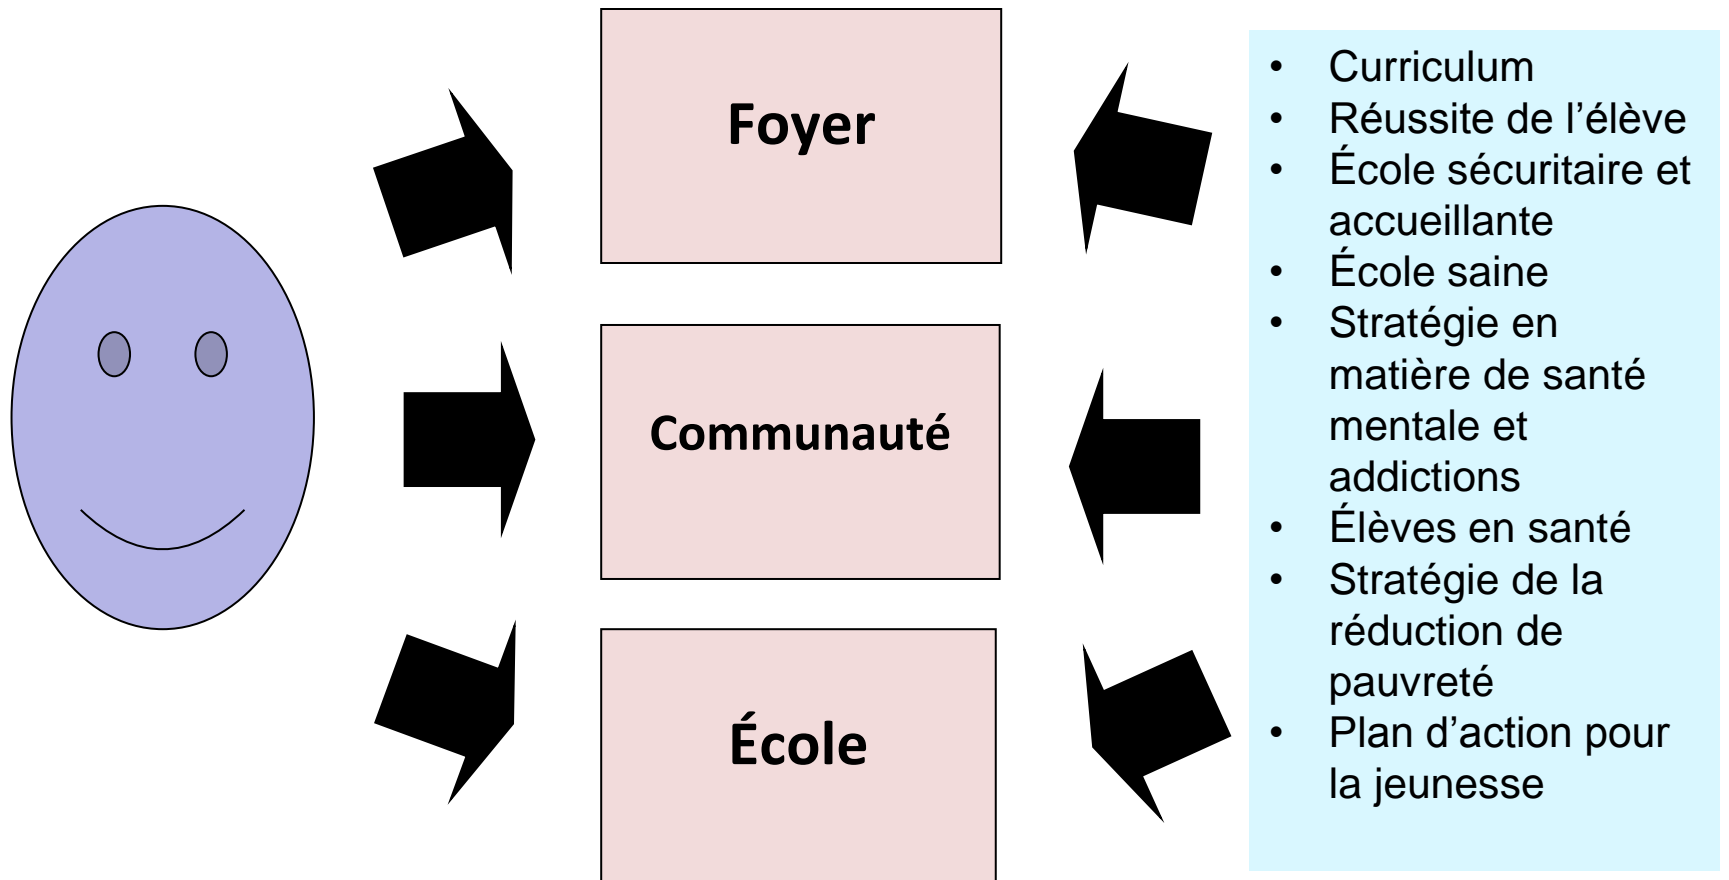 Foyer
Communauté
École
• Curriculum
• Réussite de l’élève
• École sécuritaire et
accueillante
• École saine
• Stratégie en
matière de santé
mentale et
addictions
• Élèves en santé
• Stratégie de la
réduction de
pauvreté
• Plan d’action pour
la jeunesse